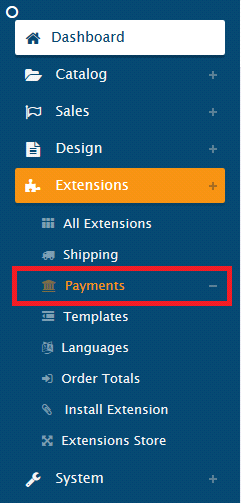 Dashboard
Catalog
Sales
Design
Extensions
All Extensions
Shipping
Payments
Templates
Languages
Order Totals
Install Extension
Extensions Store
System